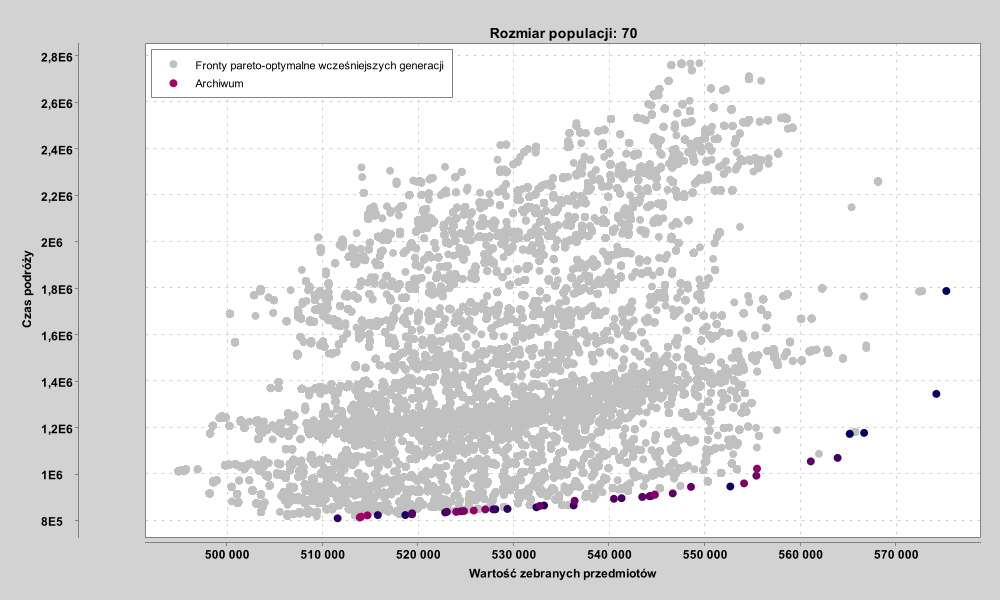 Rozmiar populacji: 70
Fronty pareto-optymalne wcześniejszych generacji
Archiwum
2,8E6
2,6E6
2,4E6
2,2E6
2E6
1,8E6
1,6E6
1,4E6
1,2E6
1E6
8E5
Czas podróży
500 000
510 000
520 000
530 000
540 000
550 000
560 000
570 000
Wartość zebranych przedmiotów